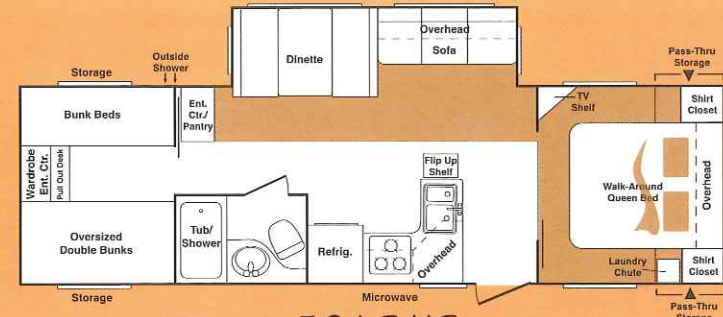 Storage
Outside
Shower
Bunk Beds
Ent.
Ctr./
Pantry
Dinette
Overhead
Sofa
Pass-Thru
Storage
TV
Shelf
Shirt
Closet
Wardrobe
Ent. Ctr.
Pull Out Desk
Flip Up
Shelf
Walk-Around
Queen Bed
Overhead
Oversized
Double Bunks
Tub/
Shower
Refrig.
Overhead
Laundry
Chute
Shirt
Closet
Storage
Microwave
Pass-Thru
Storage